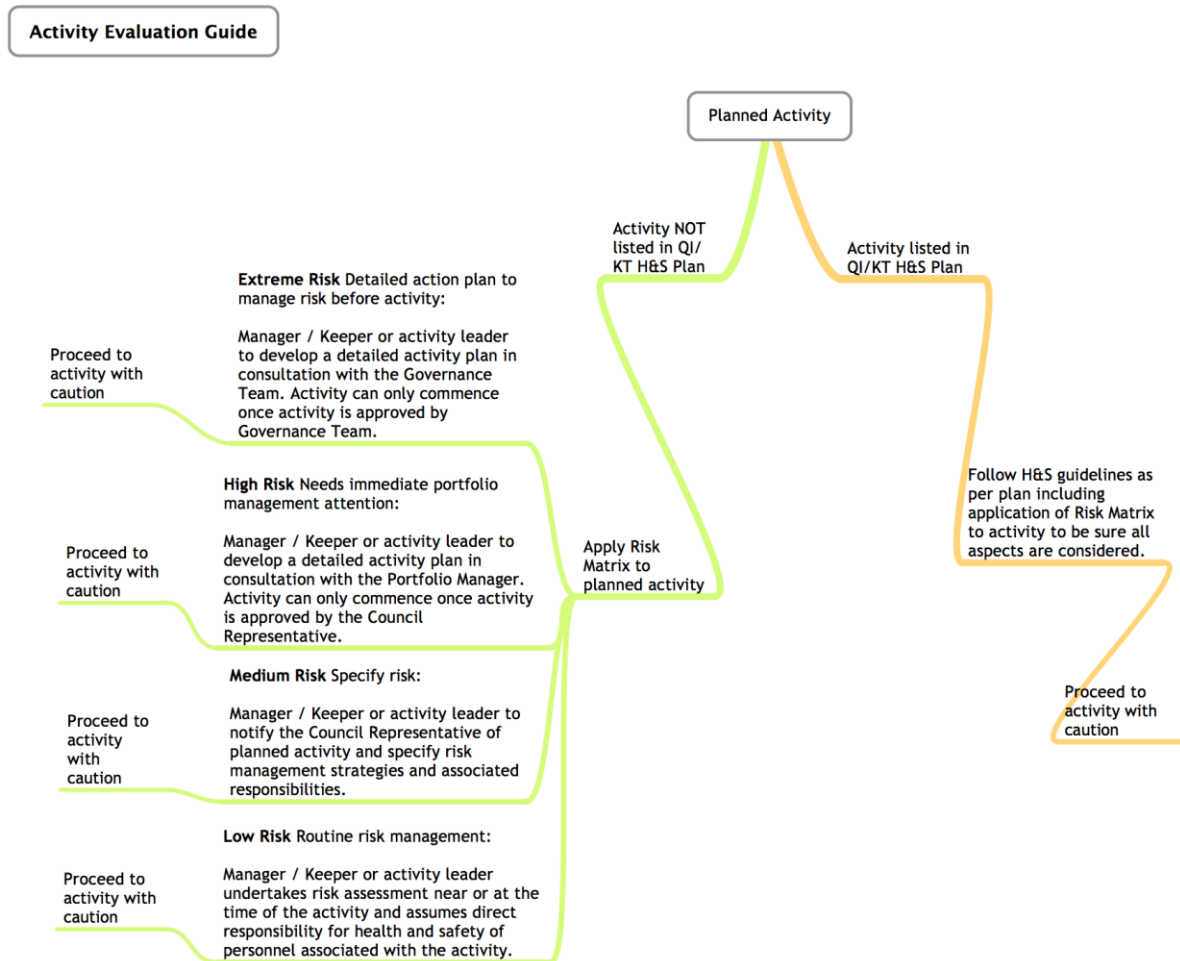 Activity Evaluation Guide
Planned Activity
Activity NOT
listed in QI/
KT H&S Plan
Activity listed in
QI/KT H&S Plan
Extreme Risk Detailed action plan to
manage risk before activity:
Manager / Keeper or activity leader
to develop a detailed activity plan in
consultation with the Governance
Team. Activity can only commence
once activity is approved by
Governance Team.
Proceed to
activity with
caution
High Risk Needs immediate portfolio
management attention:
Manager / Keeper or activity leader to
develop a detailed activity plan in
consultation with the Portfolio Manager.
Activity can only commence once activity
is approved by the Council
Representative.
Proceed to
activity with
caution
Apply Risk
Matrix to
planned activity
Follow H&S guidelines as
per plan including
application of Risk Matrix
to activity to be sure all
aspects are considered.
Medium Risk Specify risk:
Manager / Keeper or activity leader to
notify the Council Representative of
planned activity and specify risk
management strategies and associated
responsibilities.
Proceed to
activity
with
caution
Proceed to
activity with
caution
Low Risk Routine risk management:
Manager / Keeper or activity leader
undertakes risk assessment near or at the
time of the activity and assumes direct
responsibility for health and safety of
personnel associated with the activity.
Proceed to
activity with
caution